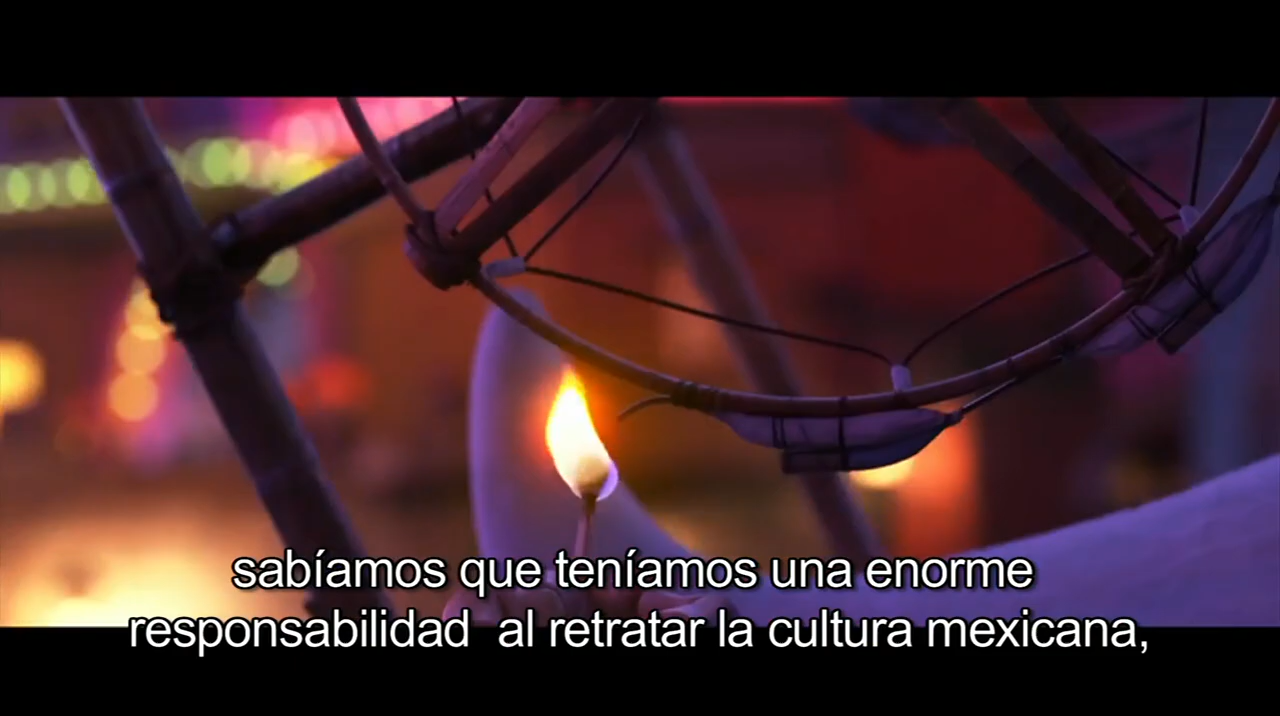 sabíamos que teníamos una enorme
responsabilidad  al retratar la cultura mexicana,